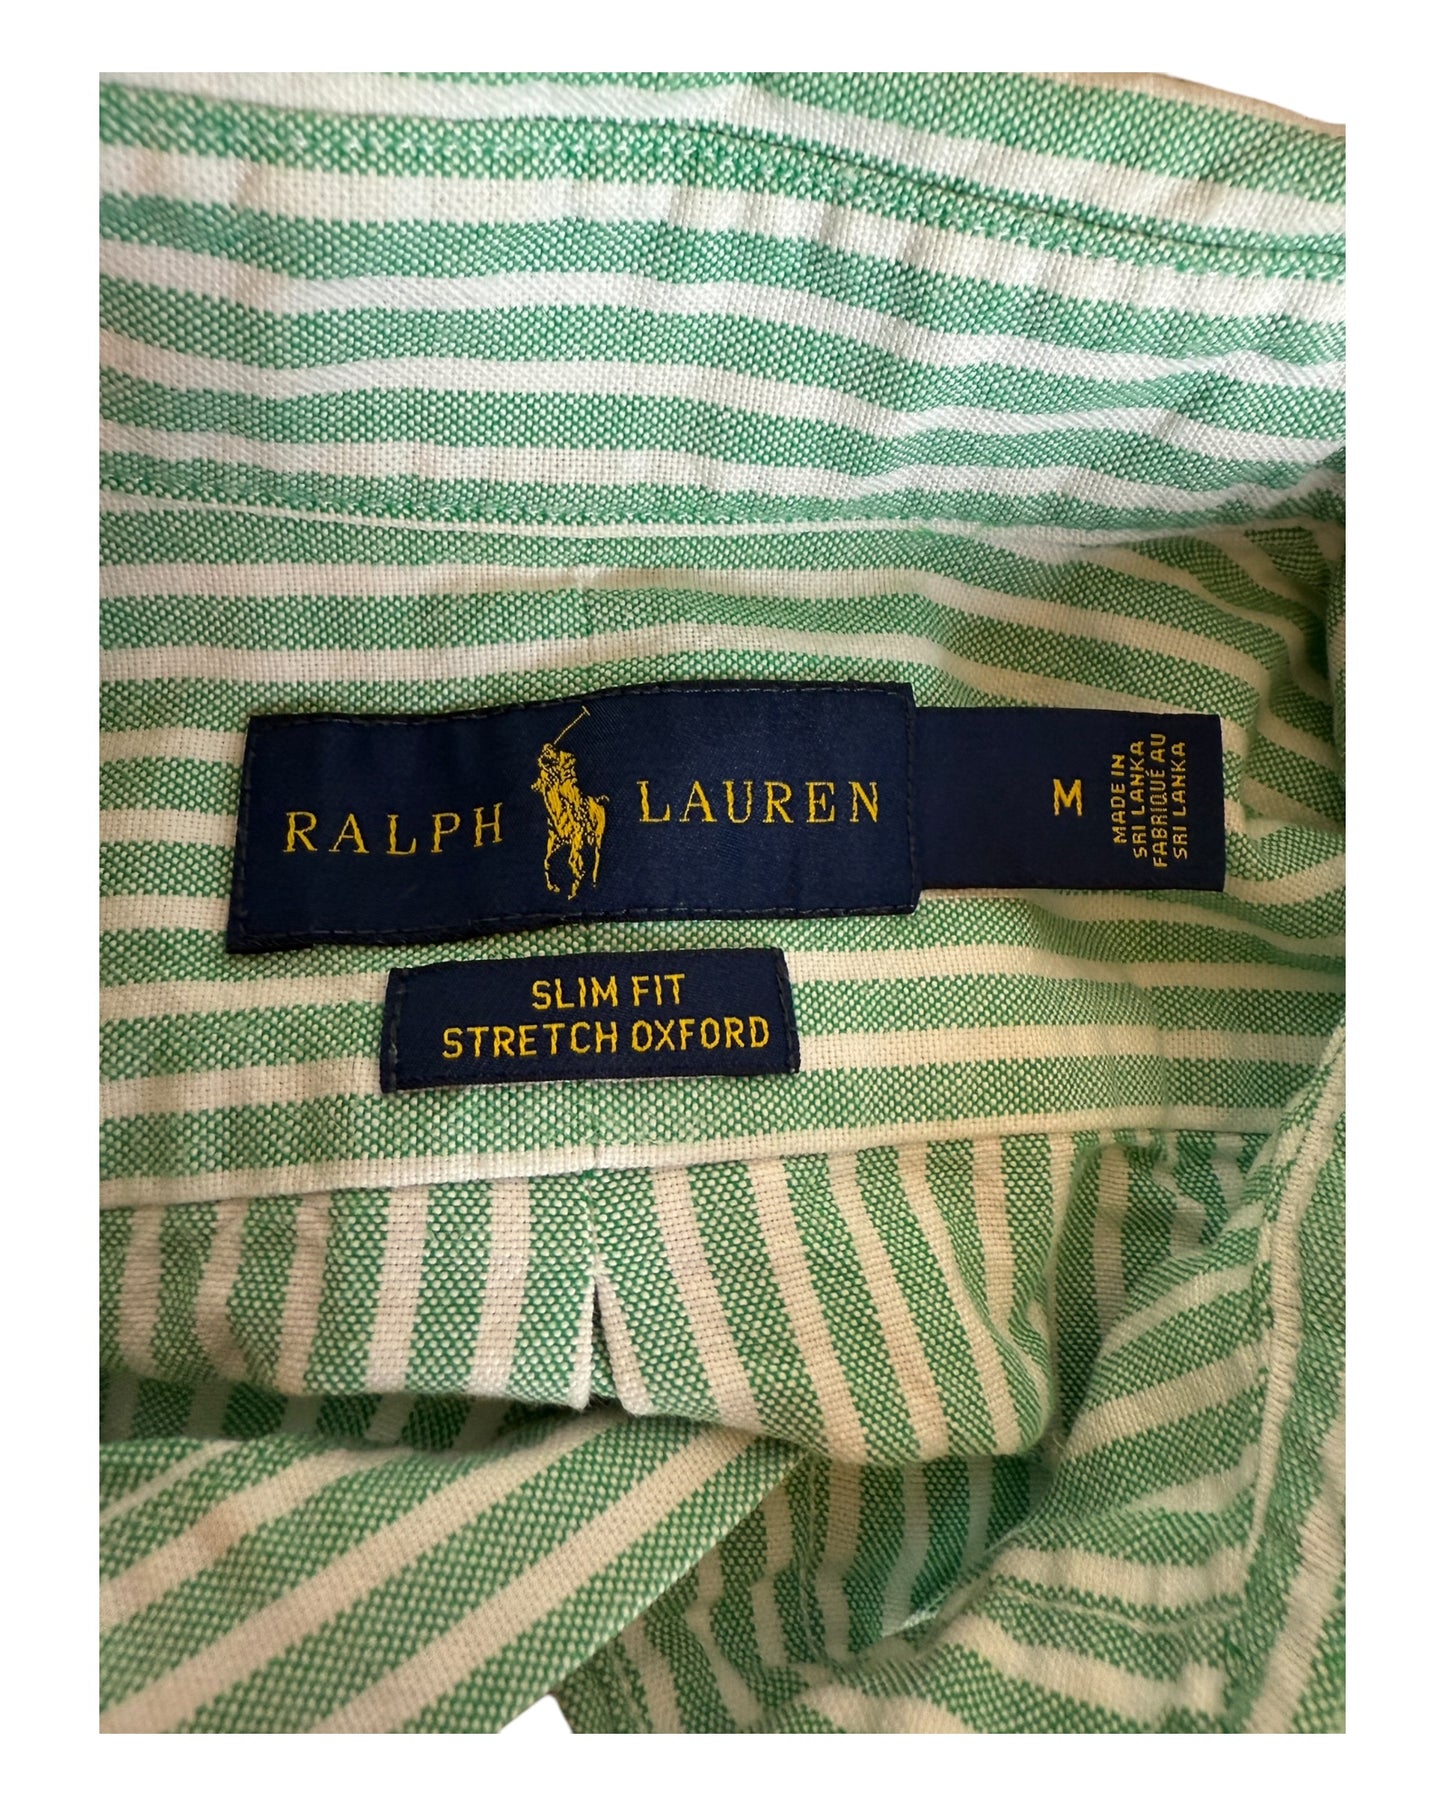 RALPH LAUREN
M
MADE IN
SRI LANKA
FABRIQUÉ AU
SRI LANKA
SLIM FIT
STRETCH OXFORD